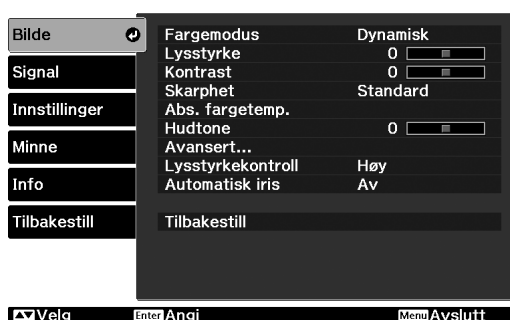 Bilde
Signal
Innstillinger
Minne
Info
Tilbakestill
Fargemodus Dynamisk
Lysstyrke 0
Kontrast 0
Skarphet Standard
Abs. fargetemp.
Hudtone 0
Avansert...
Lysstyrkekontroll Høy
Automatisk iris Av
Tilbakestill
Velg Enter Angi Menu Avslutt